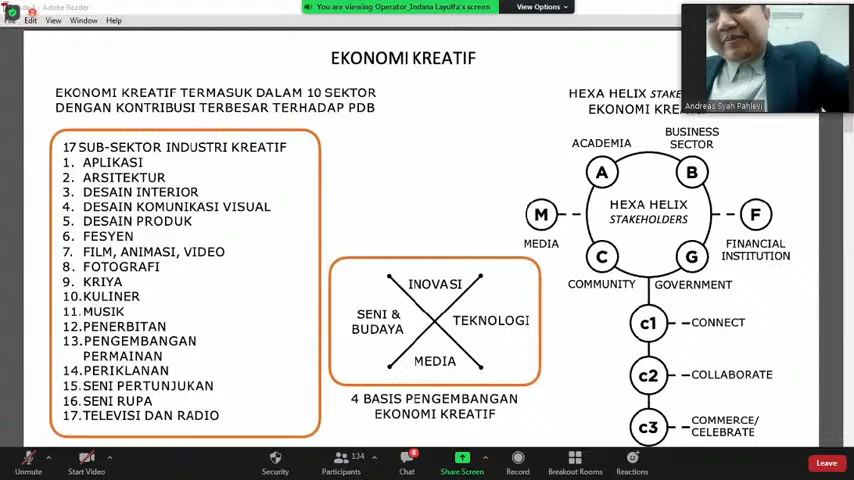 Adobe Reader
You are viewing Operator_Indana Layulfa's screen
View Options
File Edit View Window Help
EKONOMI KREATIF
EKONOMI KREATIF TERMASUK DALAM 10 SEKTOR
DENGAN KONTRIBUSI TERBESAR TERHADAP PDB
17 SUB-SEKTOR INDUSTRI KREATIF
1. APLIKASI
2. ARSITEKTUR
3. DESAIN INTERIOR
4. DESAIN KOMUNIKASI VISUAL
5. DESAIN PRODUK
6. FESYEN
7. FILM, ANIMASI, VIDEO
8. FOTOGRAFI
9. KRIYA
10. KULINER
11. MUSIK
12. PENERBITAN
13. PENGEMBANGAN
PERMAINAN
14. PERIKLANAN
15. SENI PERTUNJUKAN
16. SENI RUPA
17. TELEVISI DAN RADIO
INOVASI
SENI &
BUDAYA
TEKNOLOGI
MEDIA
4 BASIS PENGEMBANGAN
EKONOMI KREATIF
HEXA HELIX
EKONOMI
Andreas Syah Pahlevi
ACADEMIA
BUSINESS
SECTOR
A
B
HEXA HELIX
STAKEHOLDERS
M
F
MEDIA
FINANCIAL
INSTITUTION
C
G
COMMUNITY
GOVERNMENT
c1
CONNECT
c2
COLLABORATE
c3
COMMERCE/
CELEBRATE
Unmute
Start Video
Security
134
Participants
8
Chat
Share Screen
Record
Breakout Rooms
Reactions
Leave